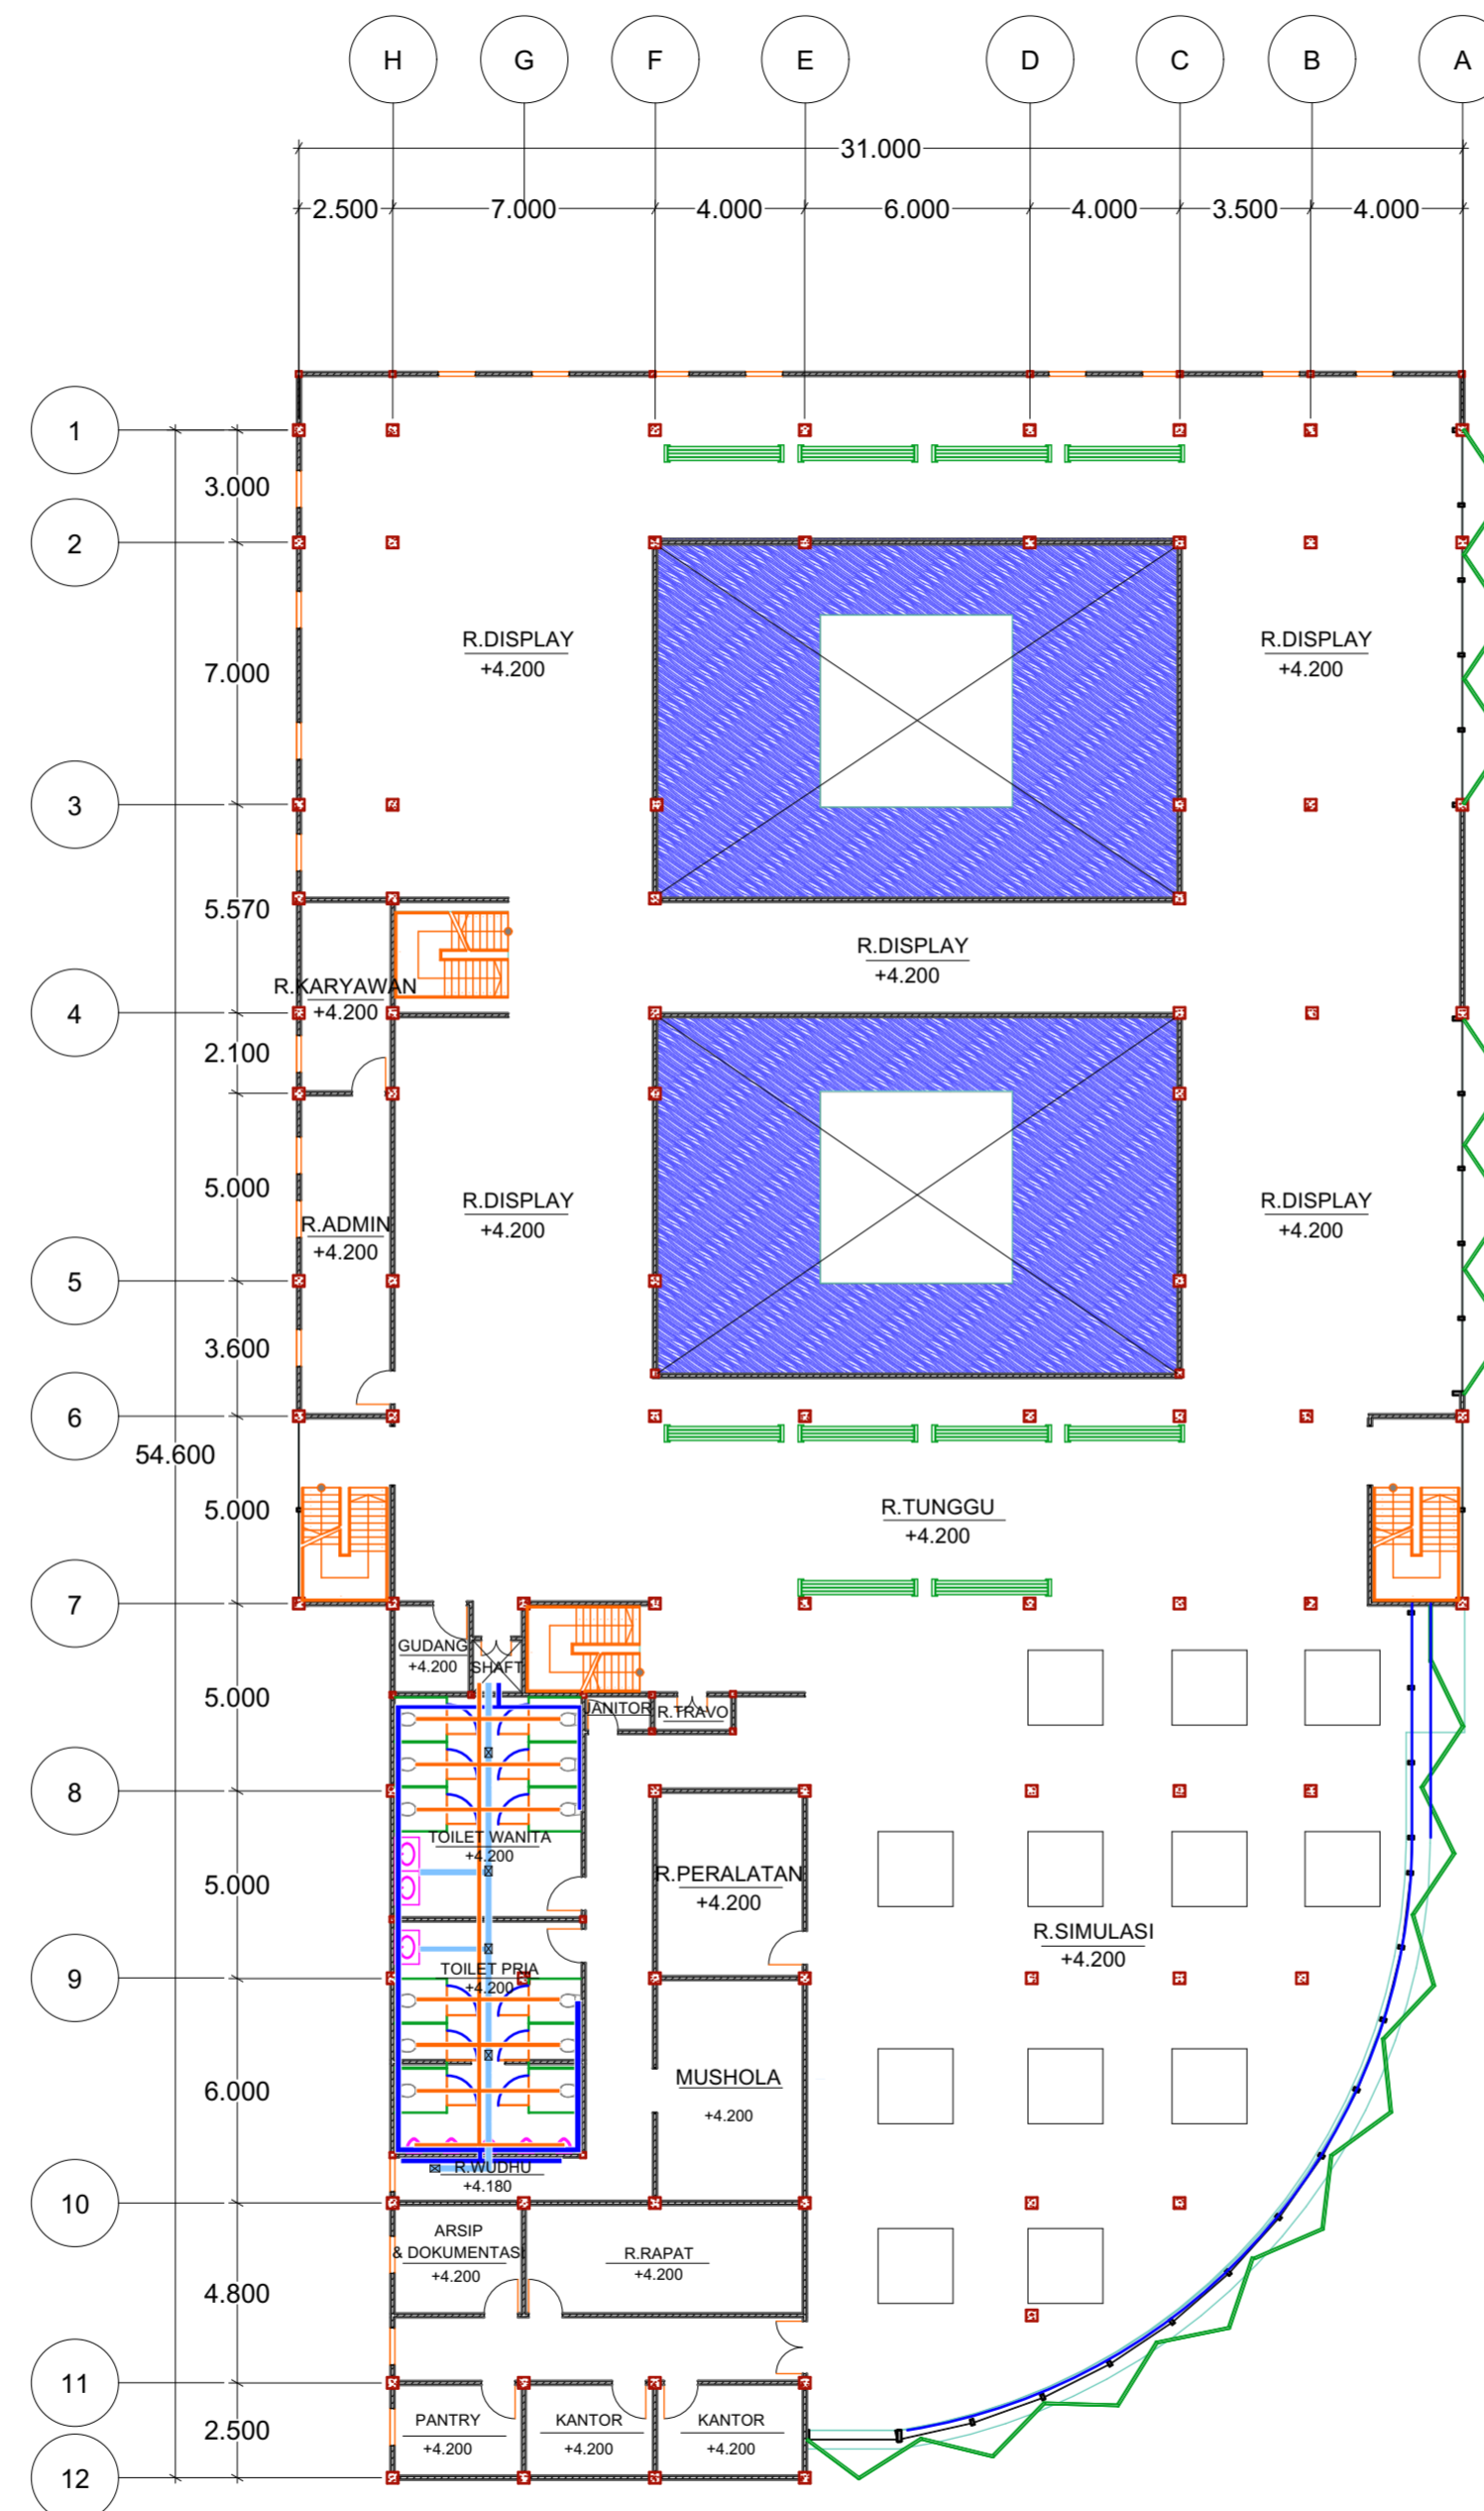 H G F E D C B A
31.000
2.500 7.000 4.000 6.000 4.000 3.500 4.000
1
3.000
2
R.DISPLAY
+4.200
R.DISPLAY
+4.200
7.000
3
5.570
R.DISPLAY
+4.200
R.KARYAWAN
+4.200
4
2.100
5.000
R.DISPLAY
+4.200
R.DISPLAY
+4.200
R.ADMIN
+4.200
5
3.600
6
54.600
5.000
R.TUNGGU
+4.200
7
GUDANG
+4.200
SHAFT
5.000
JANITOR
R.TRAVO
8
TOILET WANITA
+4.200
5.000
R.PERALATAN
+4.200
R.SIMULASI
+4.200
9
TOILET PRIA
+4.200
6.000
MUSHOLA
+4.200
R.WUDHU
+4.180
10
ARSIP
& DOKUMENTASI
+4.200
R.RAPAT
+4.200
4.800
11
PANTRY
+4.200
KANTOR
+4.200
KANTOR
+4.200
2.500
12